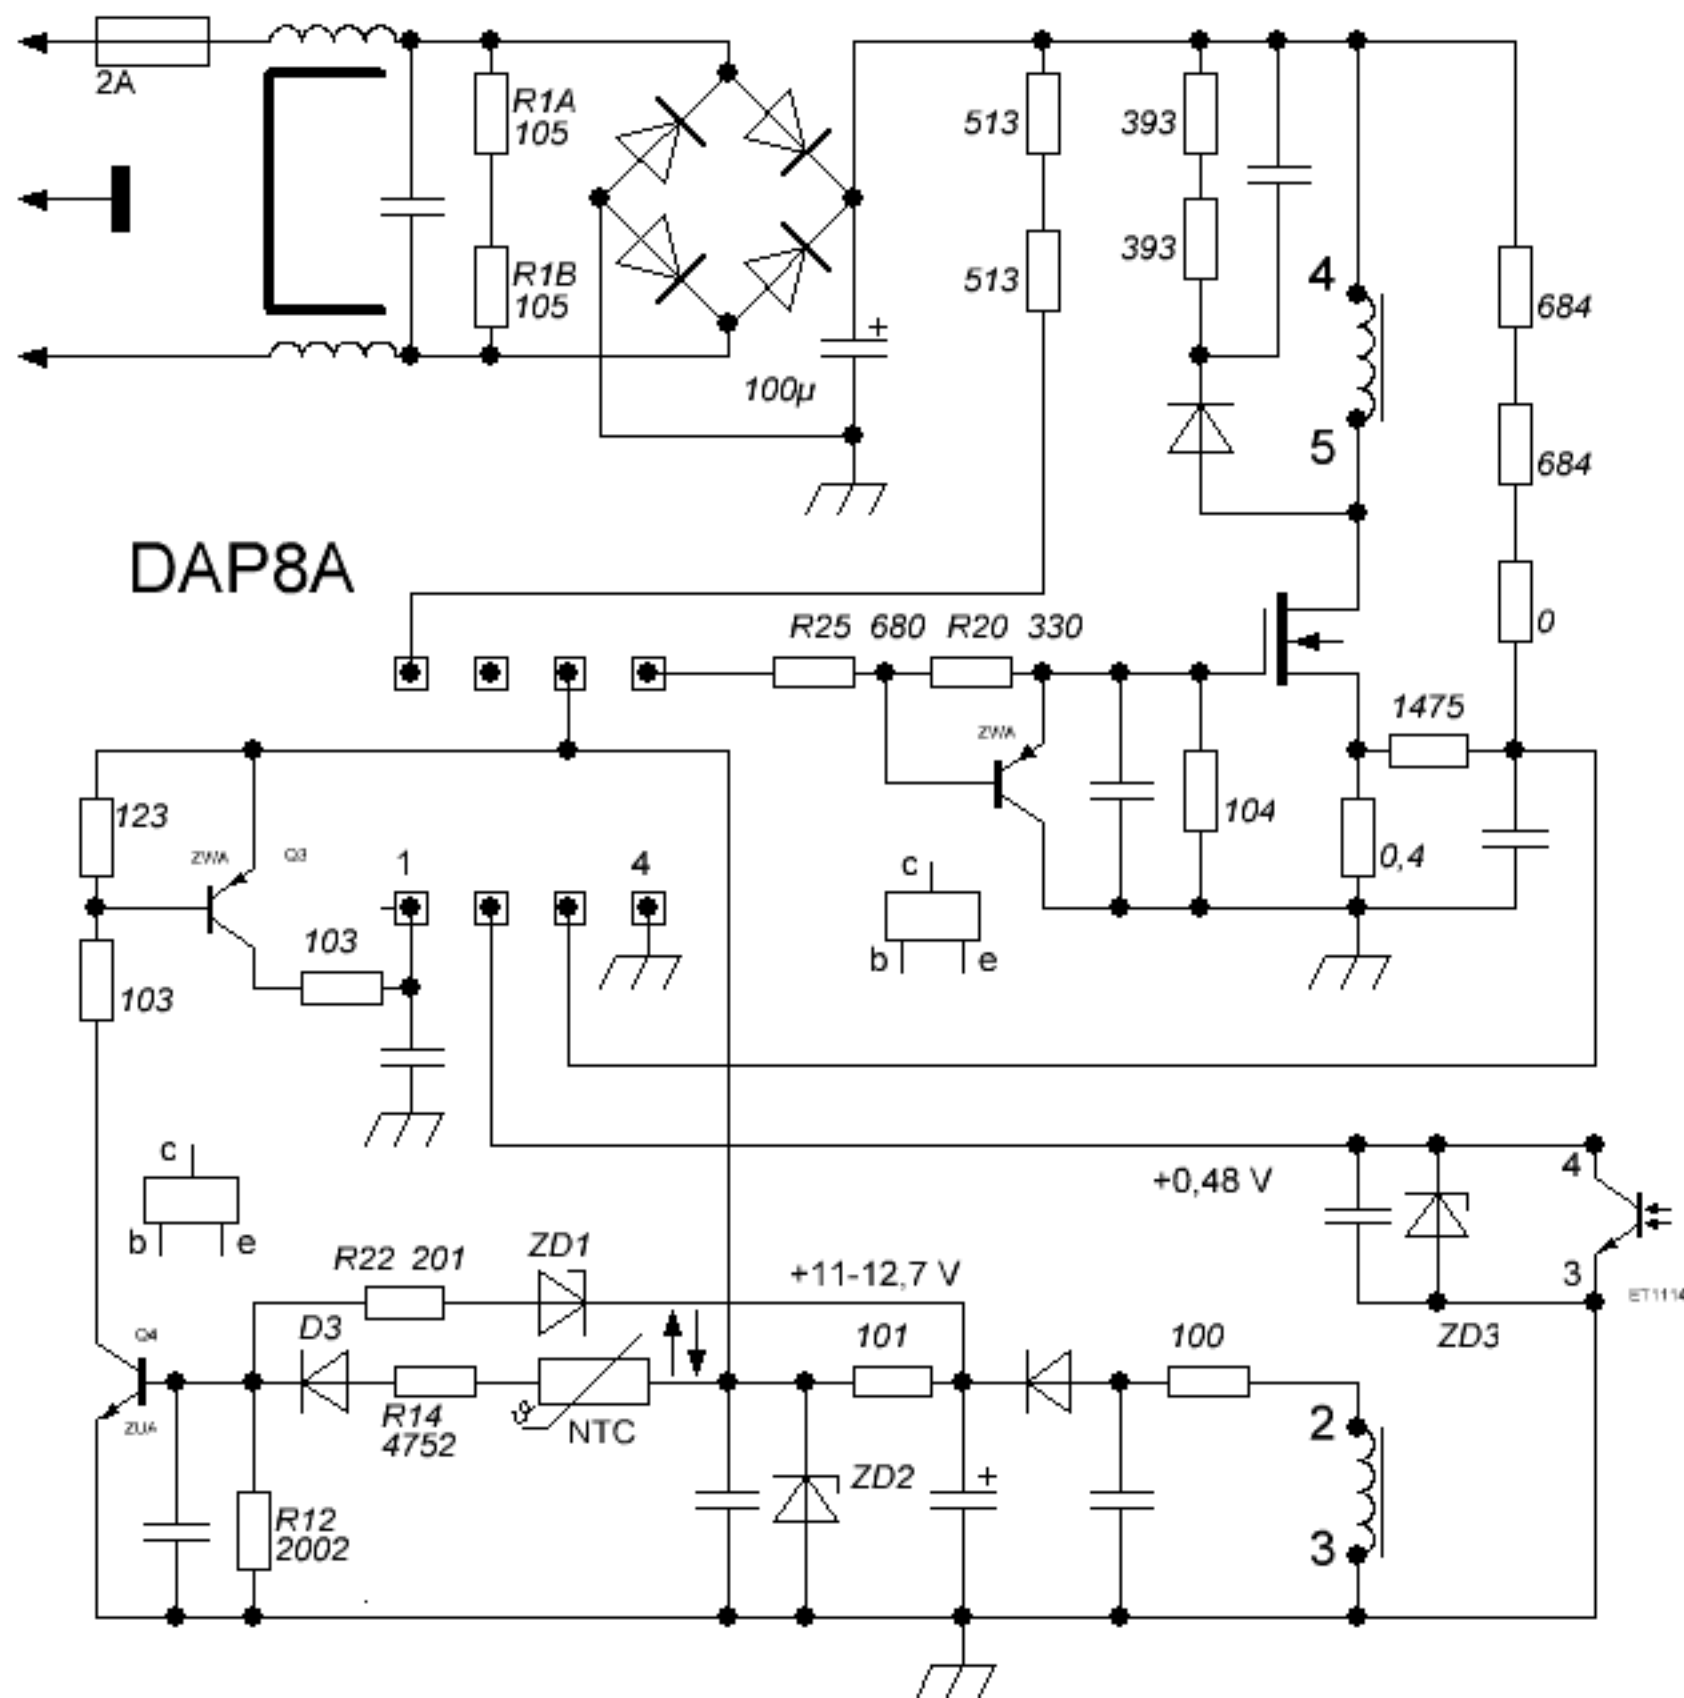 2A
R1A
105
R1B
105
100µ
+
513
513
393
393
4
5
684
684
0
DAP8A
R25 680 R20 330
ZWA
1475
104
0,4
123
ZWA Q3
103
1
4
103
c
b e
c
b e
+0,48 V
4
3
ET1114
ZD3
R22 201
ZD1
+11-12,7 V
D3
101
100
Q4
ZUA
R14
4752
ϑ
NTC
ZD2
+
2
3
R12
2002